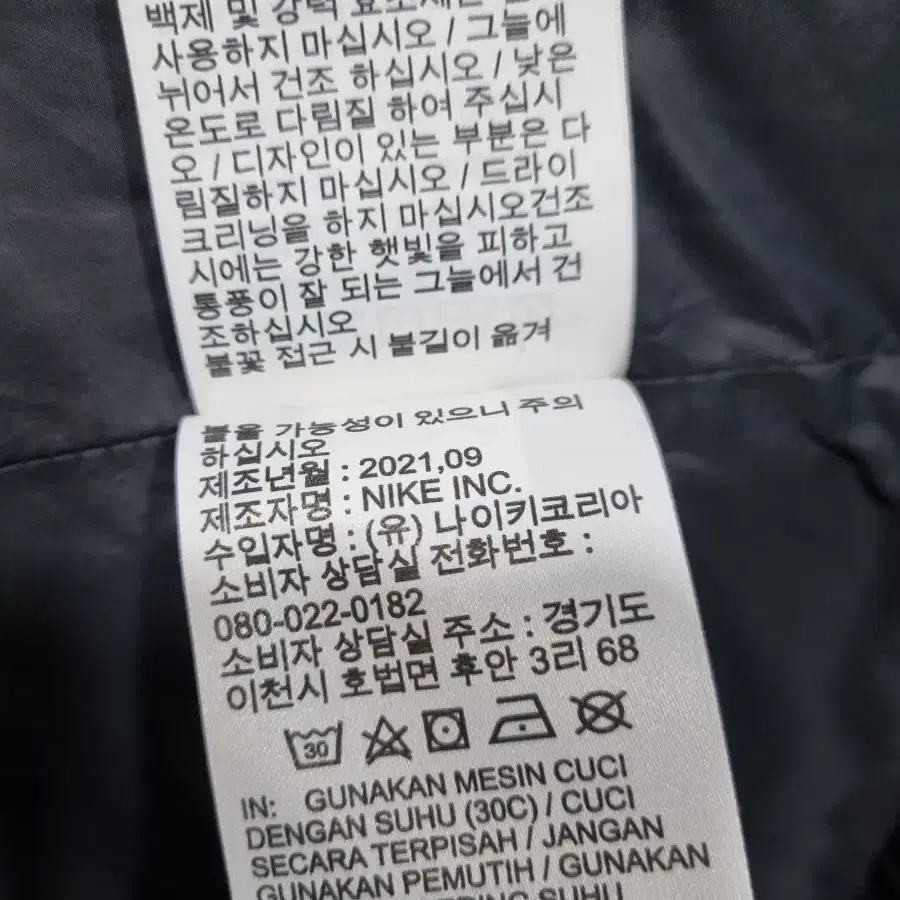 백제 및 강력 효소세는
사용하지 마십시오 / 그늘에
뉘어서 건조 하십시오 / 낮은
온도로 다림질 하여 주십시
오 / 디자인이 있는 부분은 다
림질하지 마십시오 / 드라이
크리닝을 하지 마십시오건조
시에는 강한 햇빛을 피하고
통풍이 잘 되는 그늘에서 건
조하십시오
불꽃 접근 시 불길이 옮겨
붙을 가능성이 있으니 주의
하십시오
제조년월 : 2021,09
제조자명 : NIKE INC.
수입자명 : (유) 나이키코리아
소비자 상담실 전화번호 :
080-022-0182
소비자 상담실 주소 : 경기도
이천시 호법면 후안 3리 68
30
IN: GUNAKAN MESIN CUCI
DENGAN SUHU (30C) / CUCI
SECARA TERPISAH / JANGAN
GUNAKAN PEMUTIH / GUNAKAN
SUHU